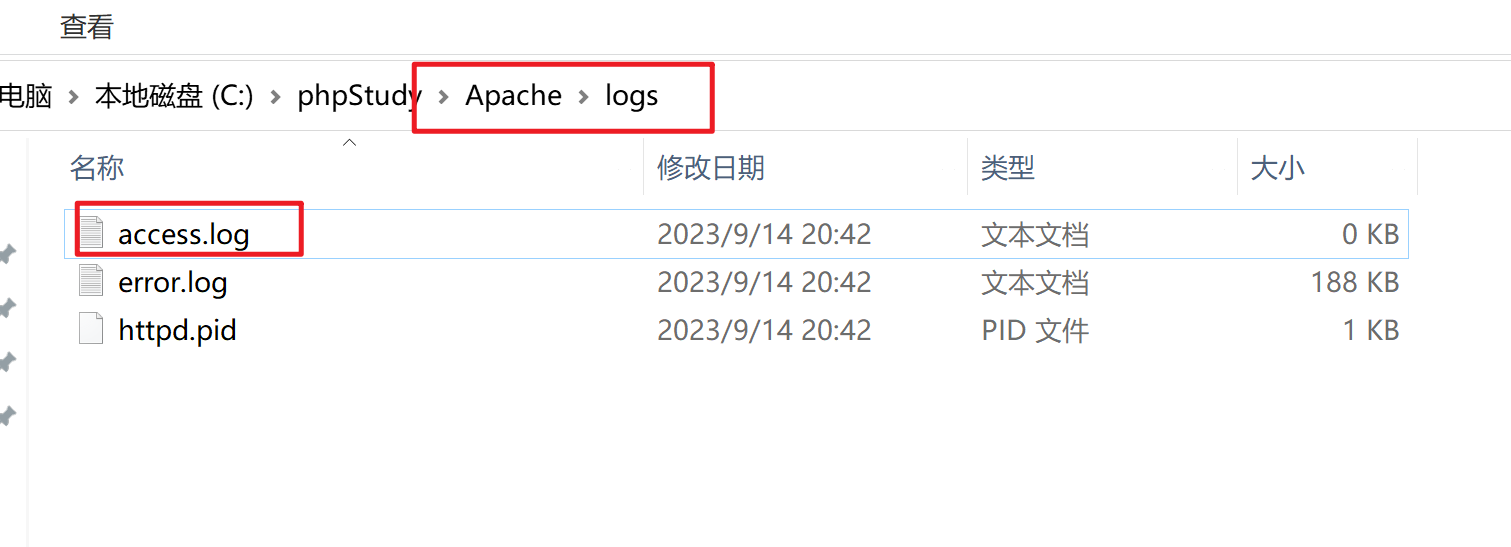 查看
电脑 > 本地磁盘 (C:) > phpStudy > Apache > logs
名称 修改日期 类型 大小
access.log 2023/9/14 20:42 文本文档 0 KB
error.log 2023/9/14 20:42 文本文档 188 KB
httpd.pid 2023/9/14 20:42 PID 文件 1 KB